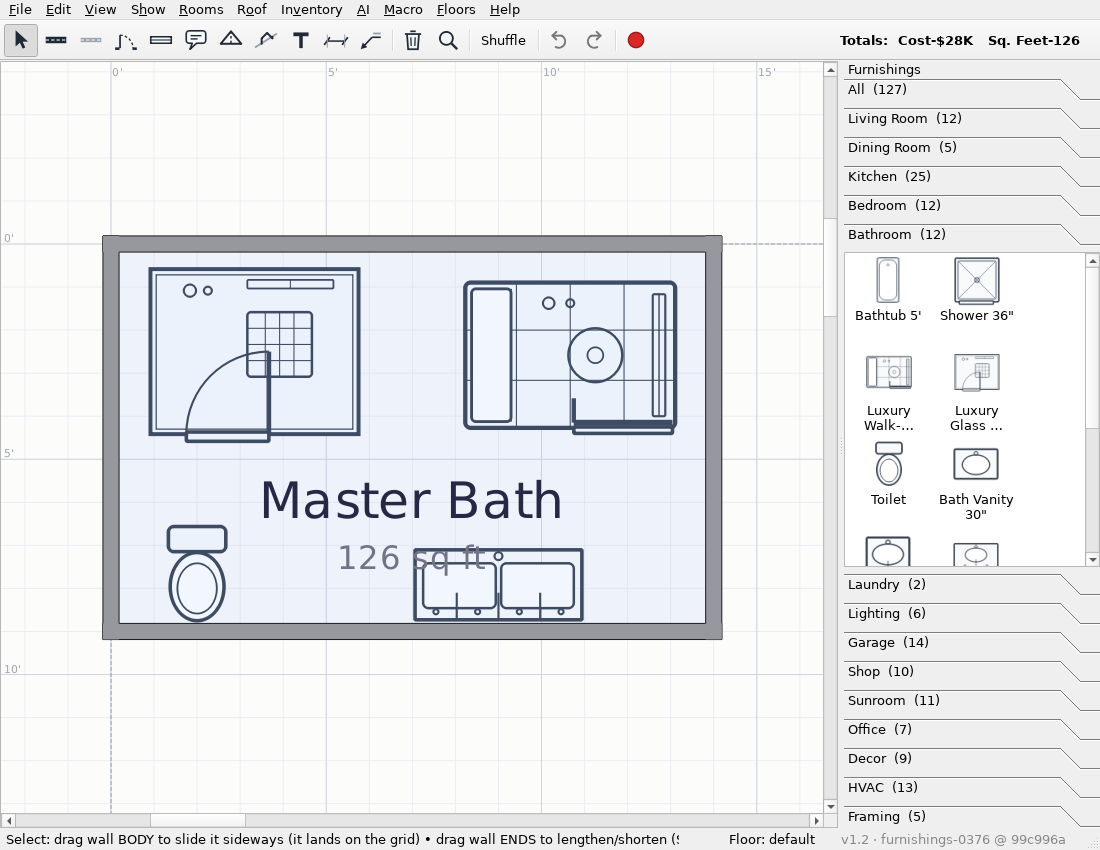 File Edit View Show Rooms Roof Inventory AI Macro Floors Help
Shuffle Totals: Cost-$28K Sq. Feet-126
0' 5' 10' 15'
0'
5'
10'
Master Bath
126 sq ft
Furnishings
All (127)
Living Room (12)
Dining Room (5)
Kitchen (25)
Bedroom (12)
Bathroom (12)
Bathtub 5' Shower 36"
Luxury Walk-... Luxury Glass ...
Toilet Bath Vanity 30"
Laundry (2)
Lighting (6)
Garage (14)
Shop (10)
Sunroom (11)
Office (7)
Decor (9)
HVAC (13)
Framing (5)
Select: drag wall BODY to slide it sideways (it lands on the grid) • drag wall ENDS to lengthen/shorten ( Floor: default v1.2 · furnishings-0376 @ 99c996a